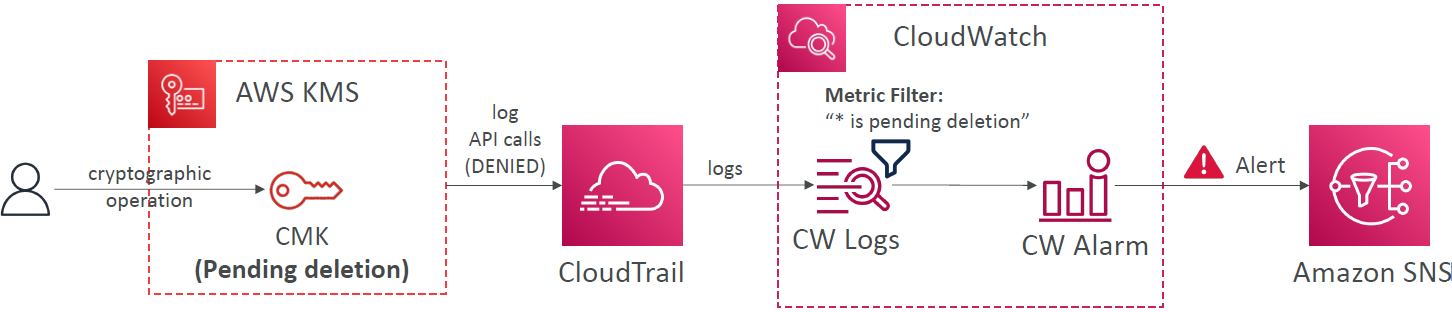 AWS KMS
cryptographic
operation
CMK
(Pending deletion)
log
API calls
(DENIED)
CloudTrail
logs
CloudWatch
Metric Filter:
“* is pending deletion”
CW Logs
CW Alarm
Alert
Amazon SNS